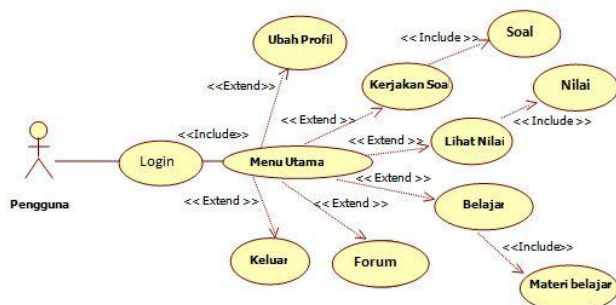 Ubah Profil
<< Include >>
Soal
<<Extend>>
Kerjakan Soal
Nilai
<<Include>>
<< Extend >>
<< Include >>
Login
Menu Utama
<< Extend >>
Lihat Nilai
Pengguna
<< Extend >>
<< Extend >>
<< Extend >>
Belajar
Keluar
Forum
<<Include>>
Materi belajar